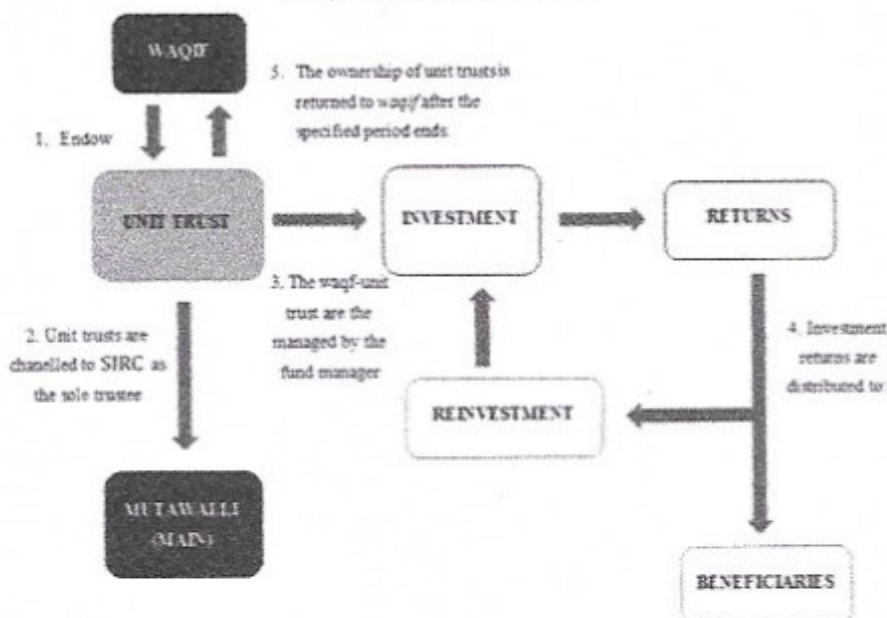 WAQIF
5. The ownership of unit trusts is
returned to waqif after the
specified period ends.
1. Endow
UNIT TRUST
INVESTMENT
RETURNS
3. The waqf-unit
trust are the
managed by the
fund manager
2. Unit trusts are
chanelled to SIRC as
the sole trustee
4. Investment
returns are
distributed to:
REINVESTMENT
MUTAWALLI
(MAIN)
BENEFICIARIES